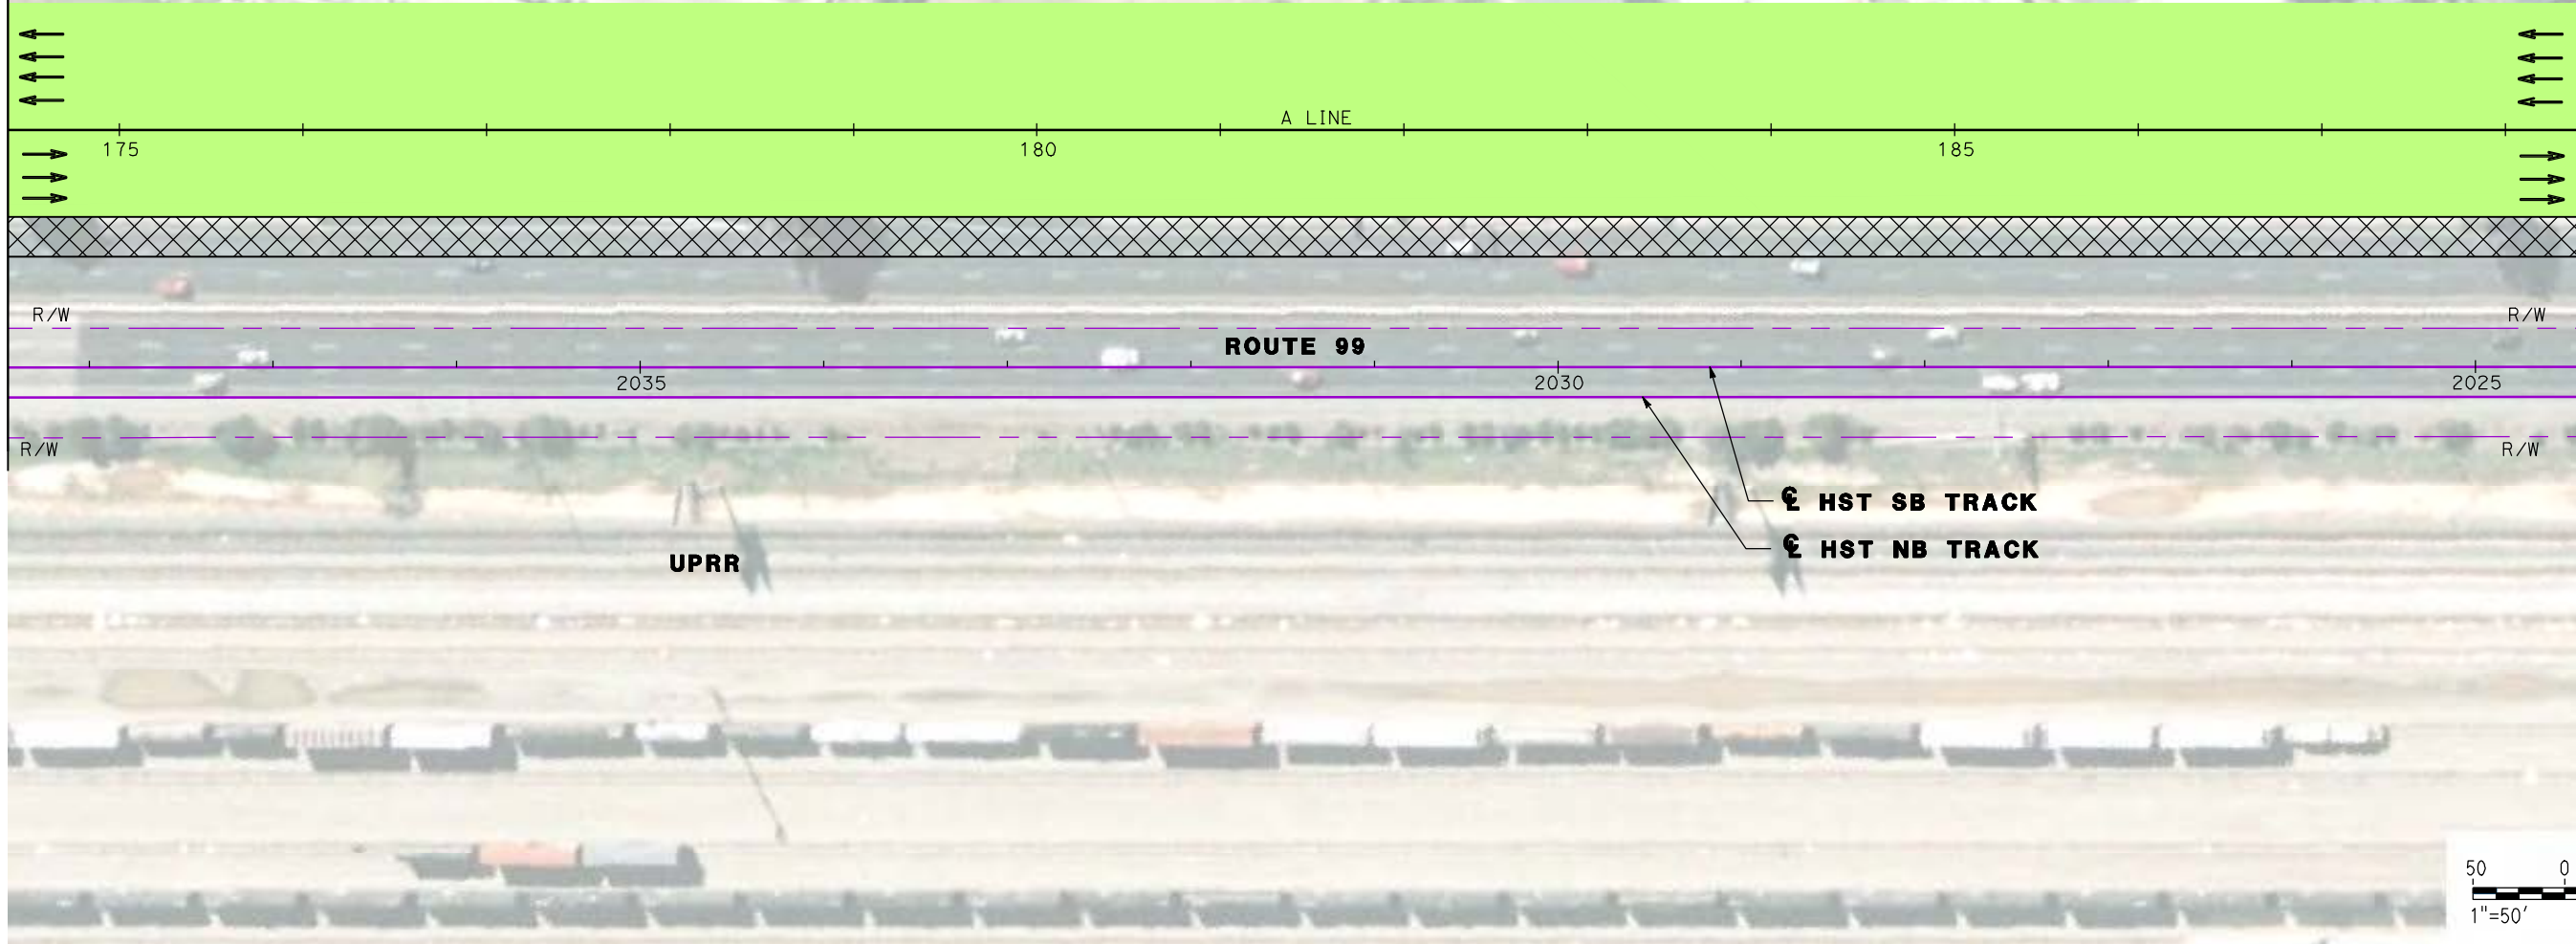 A LINE
175
180
185
R/W
R/W
ROUTE 99
2035
2030
2025
R/W
R/W
℄ HST SB TRACK
℄ HST NB TRACK
UPRR
50 0
1"=50'